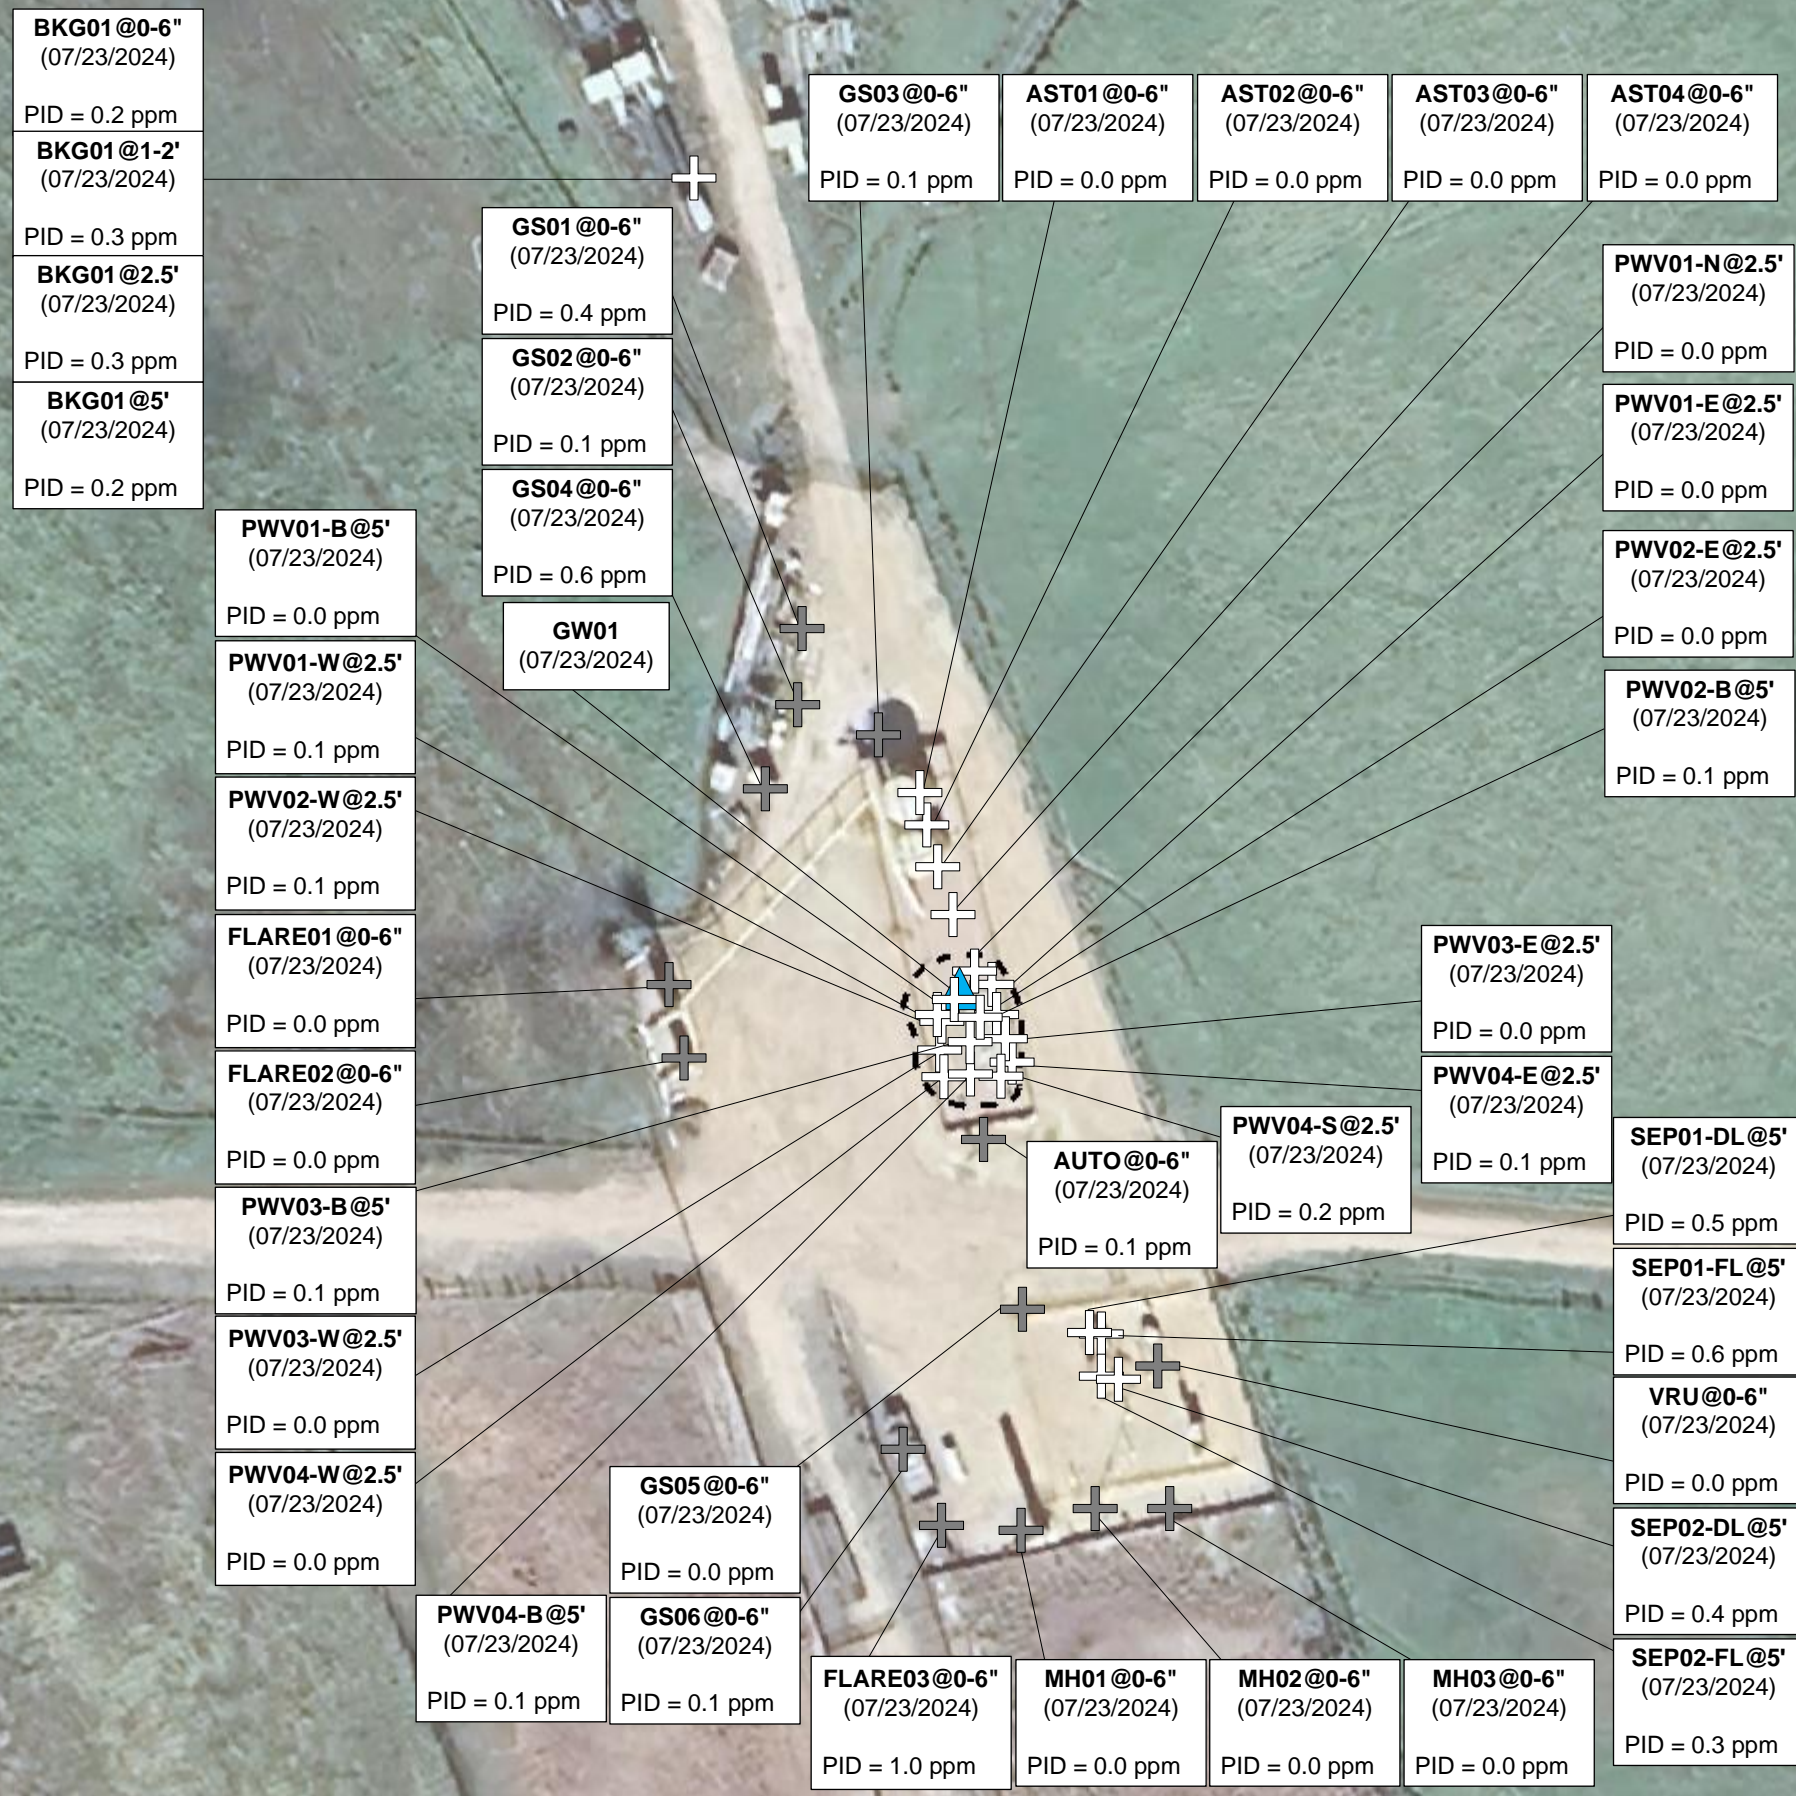 BKG01@0-6"
(07/23/2024)
PID = 0.2 ppm
BKG01@1-2'
(07/23/2024)
PID = 0.3 ppm
BKG01@2.5'
(07/23/2024)
PID = 0.3 ppm
BKG01@5'
(07/23/2024)
PID = 0.2 ppm
GS03@0-6"
(07/23/2024)
PID = 0.1 ppm
AST01@0-6"
(07/23/2024)
PID = 0.0 ppm
AST02@0-6"
(07/23/2024)
PID = 0.0 ppm
AST03@0-6"
(07/23/2024)
PID = 0.0 ppm
AST04@0-6"
(07/23/2024)
PID = 0.0 ppm
GS01@0-6"
(07/23/2024)
PID = 0.4 ppm
GS02@0-6"
(07/23/2024)
PID = 0.1 ppm
GS04@0-6"
(07/23/2024)
PID = 0.6 ppm
GW01
(07/23/2024)
PWV01-N@2.5'
(07/23/2024)
PID = 0.0 ppm
PWV01-E@2.5'
(07/23/2024)
PID = 0.0 ppm
PWV02-E@2.5'
(07/23/2024)
PID = 0.0 ppm
PWV02-B@5'
(07/23/2024)
PID = 0.1 ppm
PWV01-B@5'
(07/23/2024)
PID = 0.0 ppm
PWV01-W@2.5'
(07/23/2024)
PID = 0.1 ppm
PWV02-W@2.5'
(07/23/2024)
PID = 0.1 ppm
FLARE01@0-6"
(07/23/2024)
PID = 0.0 ppm
FLARE02@0-6"
(07/23/2024)
PID = 0.0 ppm
PWV03-B@5'
(07/23/2024)
PID = 0.1 ppm
PWV03-W@2.5'
(07/23/2024)
PID = 0.0 ppm
PWV04-W@2.5'
(07/23/2024)
PID = 0.0 ppm
PWV03-E@2.5'
(07/23/2024)
PID = 0.0 ppm
PWV04-E@2.5'
(07/23/2024)
PID = 0.1 ppm
PWV04-S@2.5'
(07/23/2024)
PID = 0.2 ppm
AUTO@0-6"
(07/23/2024)
PID = 0.1 ppm
SEP01-DL@5'
(07/23/2024)
PID = 0.5 ppm
SEP01-FL@5'
(07/23/2024)
PID = 0.6 ppm
VRU@0-6"
(07/23/2024)
PID = 0.0 ppm
SEP02-DL@5'
(07/23/2024)
PID = 0.4 ppm
SEP02-FL@5'
(07/23/2024)
PID = 0.3 ppm
GS05@0-6"
(07/23/2024)
PID = 0.0 ppm
PWV04-B@5'
(07/23/2024)
PID = 0.1 ppm
GS06@0-6"
(07/23/2024)
PID = 0.1 ppm
FLARE03@0-6"
(07/23/2024)
PID = 1.0 ppm
MH01@0-6"
(07/23/2024)
PID = 0.0 ppm
MH02@0-6"
(07/23/2024)
PID = 0.0 ppm
MH03@0-6"
(07/23/2024)
PID = 0.0 ppm